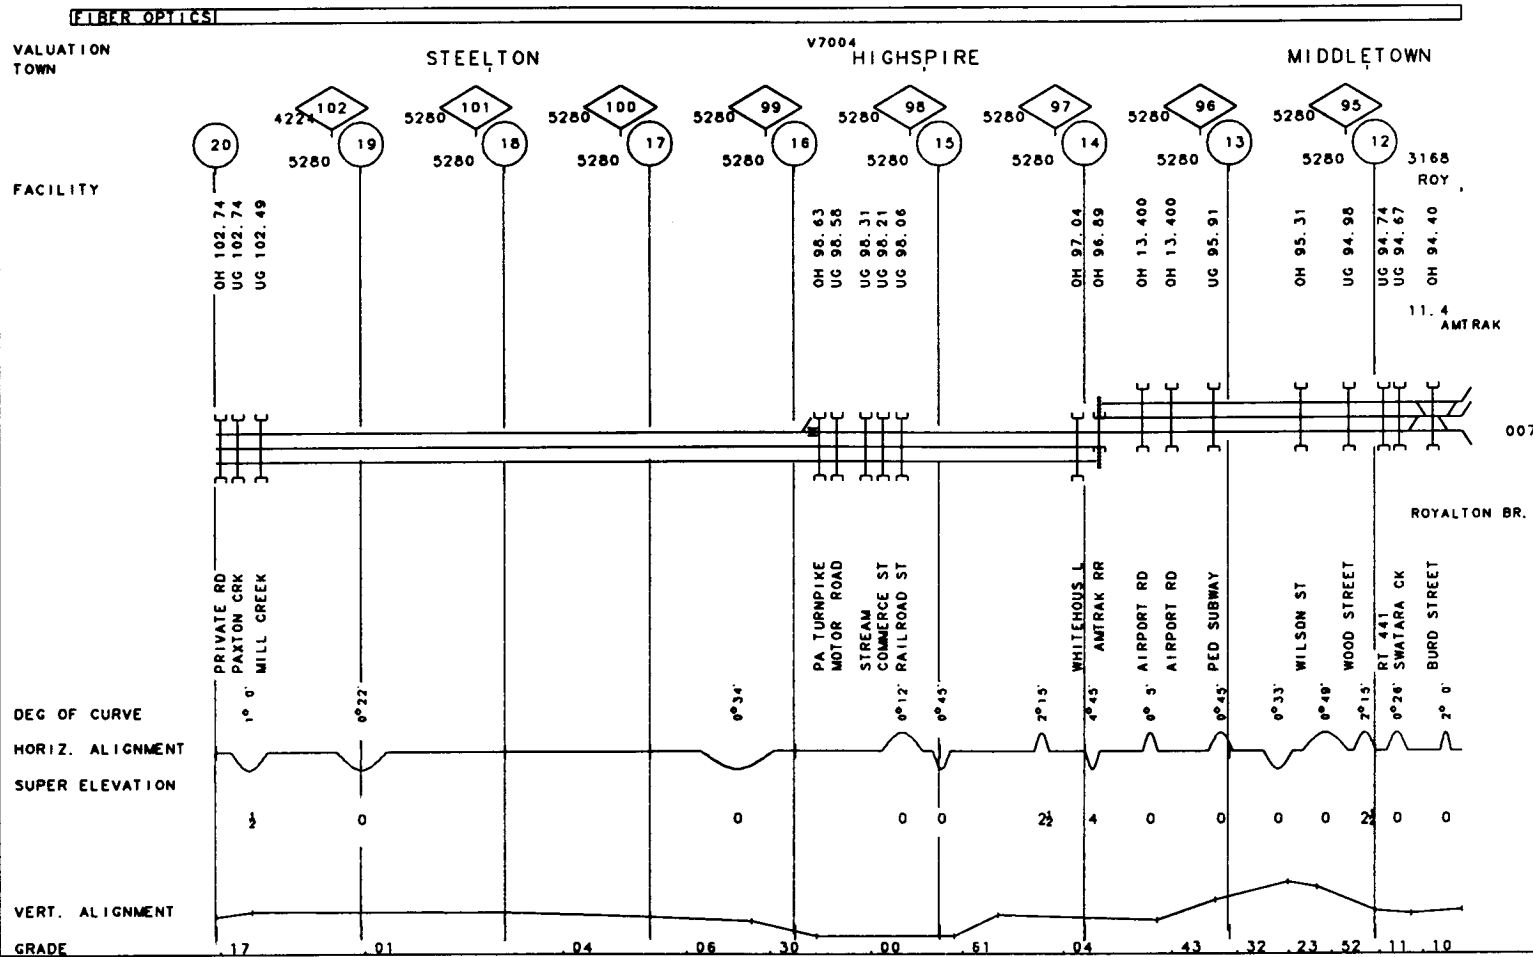 FIBER OPTICS
VALUATION V7004
TOWN STEELTON HIGHSPIRE MIDDLETOWN
102 101 100 99 98 97 96 95
4224 5280 5280 5280 5280 5280 5280 5280
20 19 18 17 16 15 14 13 12
5280 5280 5280 5280 5280 5280 5280 5280 3168
ROY
FACILITY
OH 102.74
UG 102.74
UG 102.49
OH 98.63
UG 98.58
UG 98.31
UG 98.21
UG 98.06
OH 97.04
OH 96.89
OH 13.400
OH 13.400
UG 95.91
OH 95.31
UG 94.98
UG 94.74
UG 94.67
OH 94.40
11.4
AMTRAK
007
ROYALTON BR.
PRIVATE RD
PAXTON CRK
MILL CREEK
PA TURNPIKE
MOTOR ROAD
STREAM
COMMERCE ST
RAILROAD ST
WHITEHOUS L
AMTRAK RR
AIRPORT RD
AIRPORT RD
PED SUBWAY
WILSON ST
WOOD STREET
RT 441
SWATARA CK
BURD STREET
DEG OF CURVE 1° 0' 0°22' 0°34' 0°12' 0°45' 2°15' 4°45' 0° 5' 0°45' 0°33' 0°49' 2°15' 0°26' 2° 0'
HORIZ. ALIGNMENT
SUPER ELEVATION
½ 0 0 0 0 2½ 4 0 0 0 0 2½ 0 0
VERT. ALIGNMENT
GRADE .17 .01 .04 .06 .30 .00 .61 .04 .43 .32 .23 .52 .11 .10